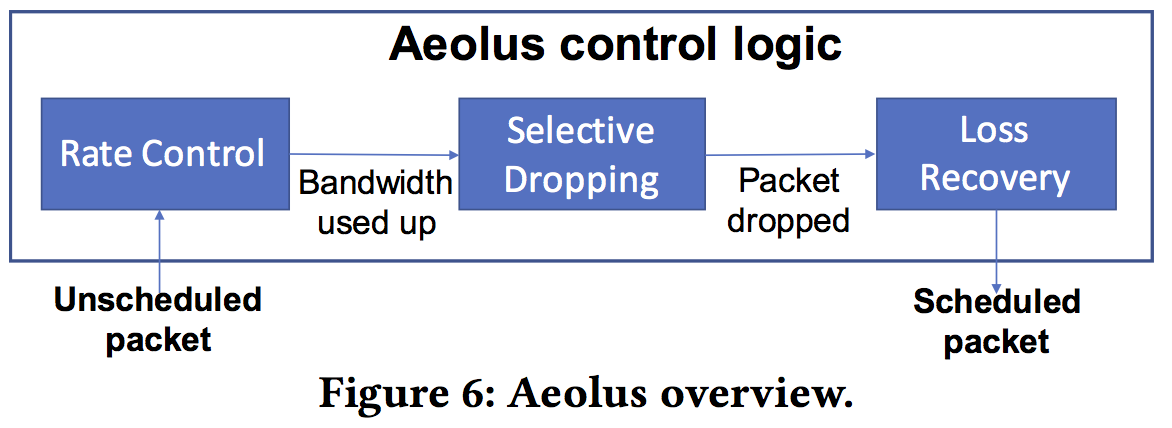 Aeolus control logic
Rate Control
Bandwidth
used up
Selective
Dropping
Packet
dropped
Loss
Recovery
Unscheduled
packet
Scheduled
packet
Figure 6: Aeolus overview.